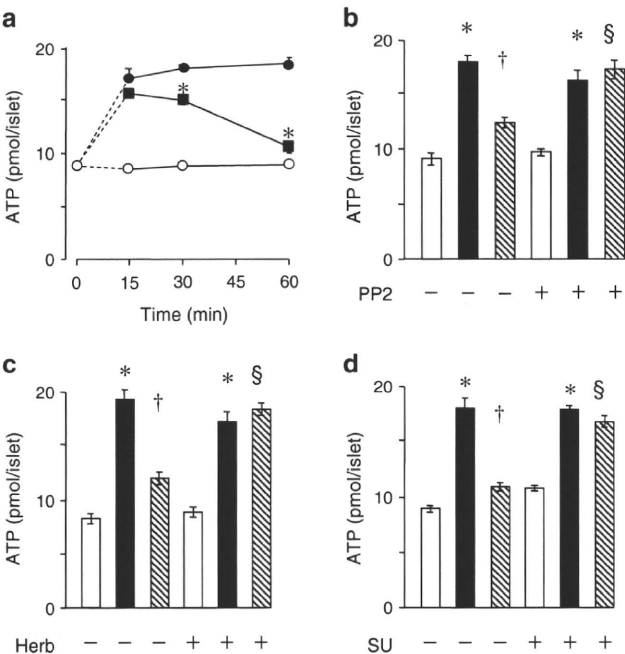 a
20
10
0
ATP (pmol/islet)
*
*
0 15 30 45 60
Time (min)
b
20
10
0
ATP (pmol/islet)
* † * §
PP2 − − − + + +
c
20
10
0
ATP (pmol/islet)
* † * §
Herb − − − + + +
d
20
10
0
ATP (pmol/islet)
* † * §
SU − − − + + +